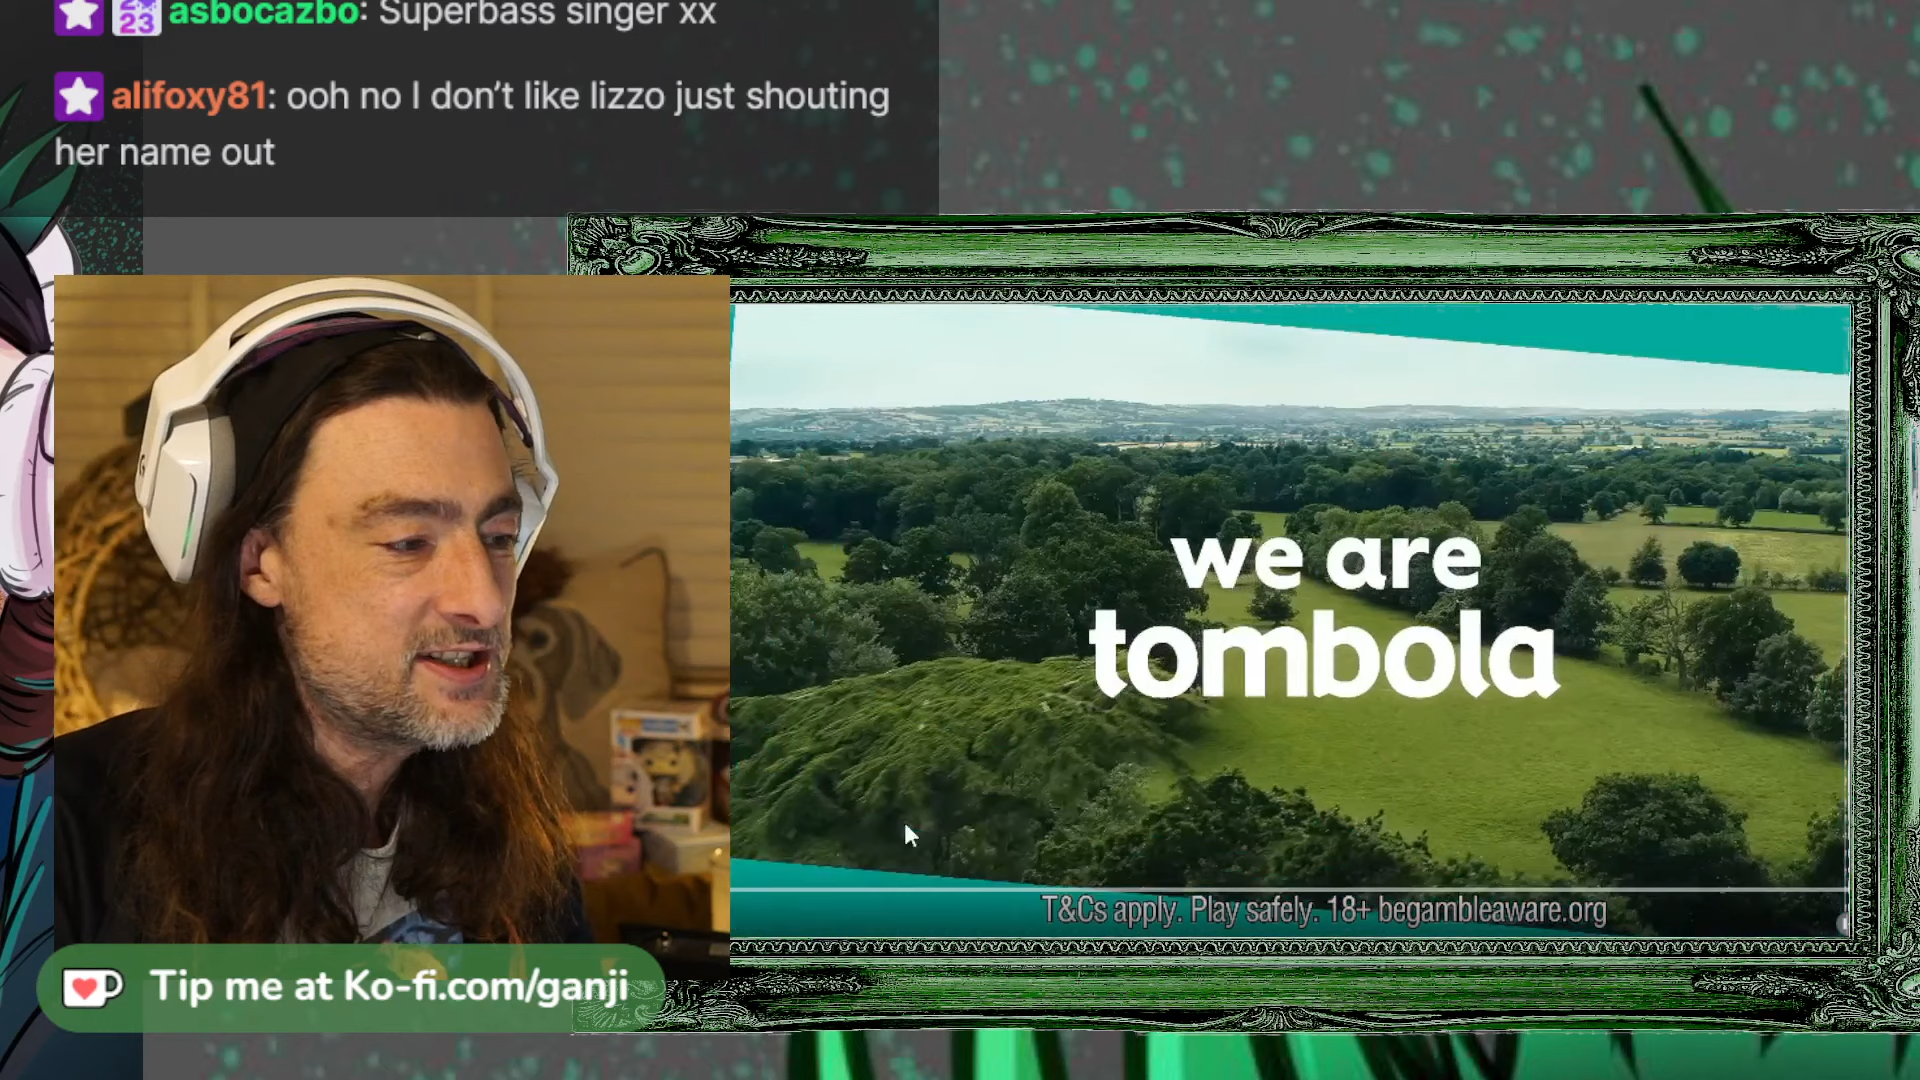 23 asbocazbo: Superbass singer xx
alifoxy81: ooh no I don’t like lizzo just shouting
her name out
we are
tombola
T&Cs apply. Play safely. 18+ begambleaware.org
Tip me at Ko-fi.com/ganji